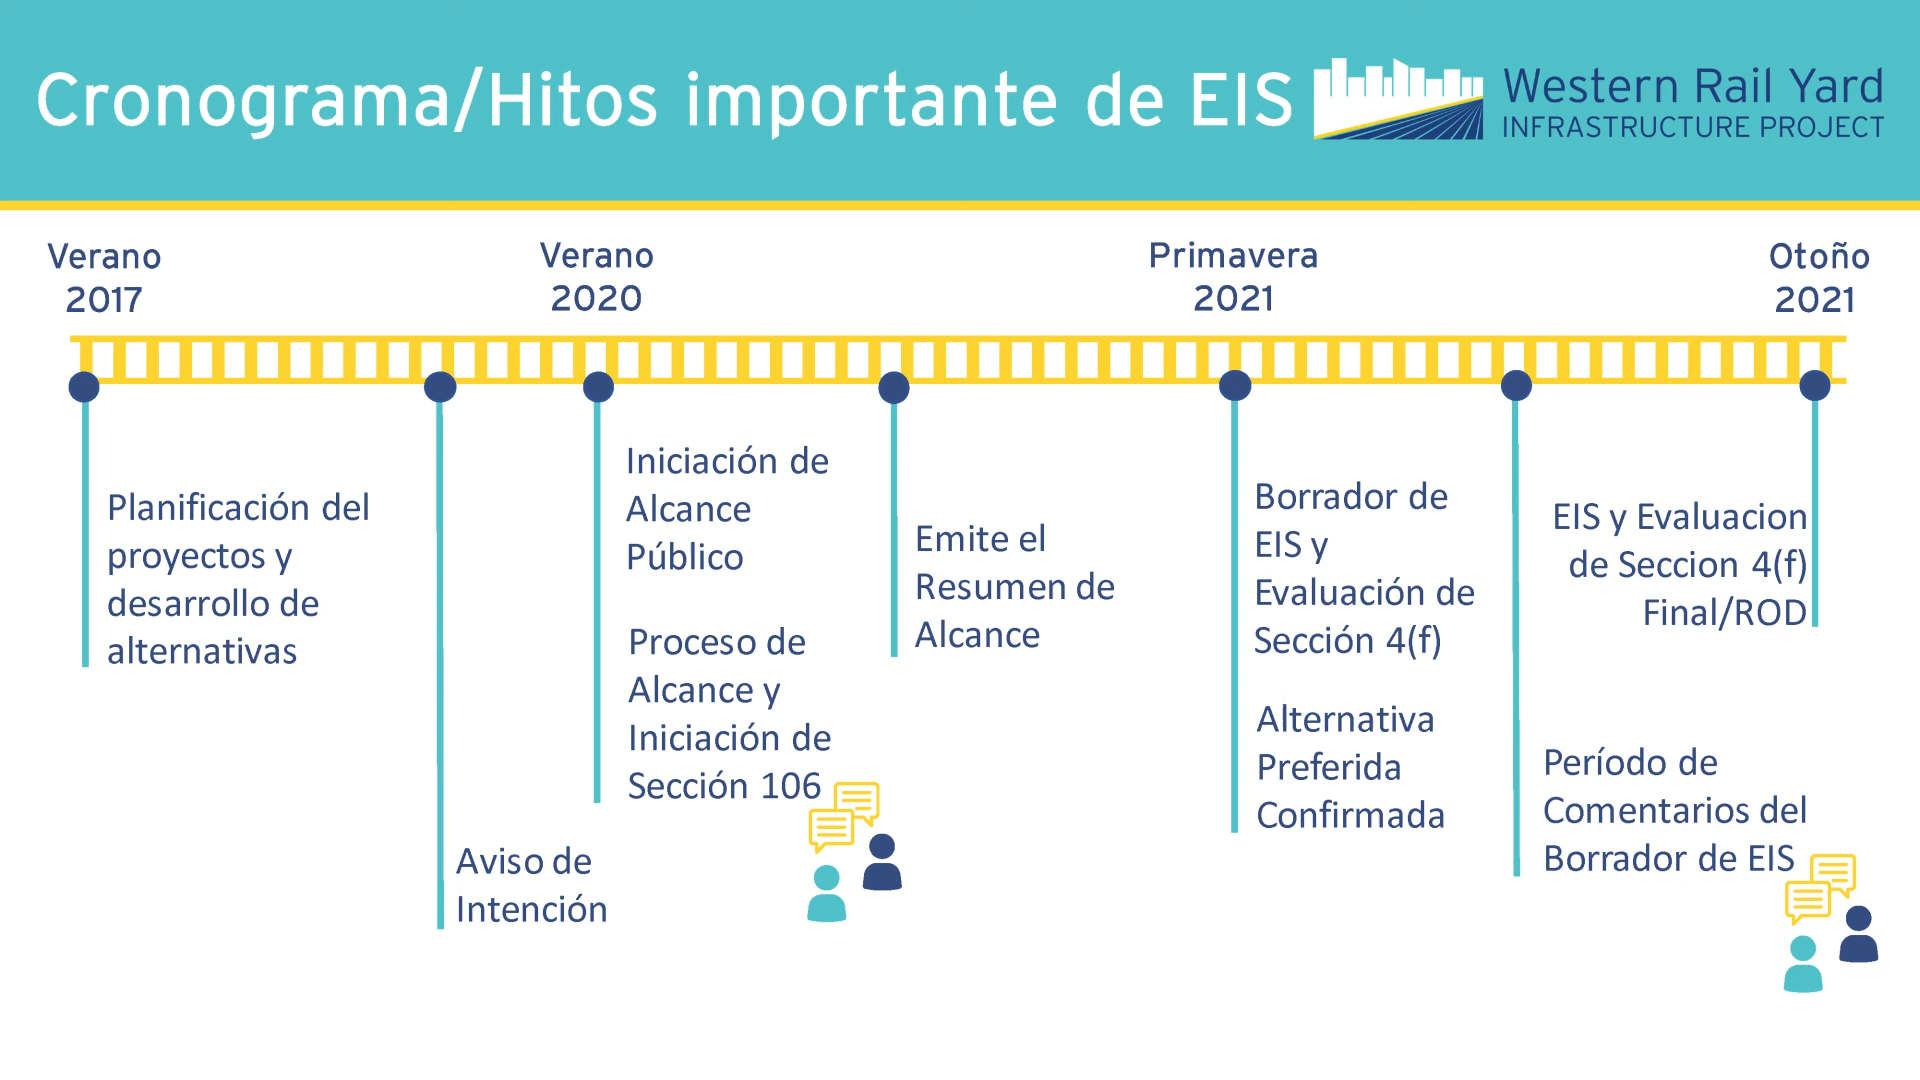 Cronograma/Hitos importante de EIS
Western Rail Yard
INFRASTRUCTURE PROJECT
Verano
2017
Verano
2020
Primavera
2021
Otoño
2021
Planificación del
proyectos y
desarrollo de
alternativas
Aviso de
Intención
Iniciación de
Alcance
Público
Proceso de
Alcance y
Iniciación de
Sección 106
Emite el
Resumen de
Alcance
Borrador de
EIS y
Evaluación de
Sección 4(f)
Alternativa
Preferida
Confirmada
Período de
Comentarios del
Borrador de EIS
EIS y Evaluacion
de Seccion 4(f)
Final/ROD